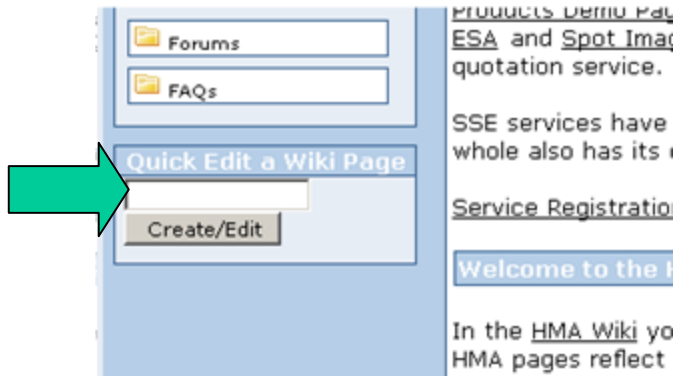 Forums
FAQs
Quick Edit a Wiki Page
Create/Edit
Products Demo Pag
ESA and Spot Imag
quotation service.
SSE services have
whole also has its
Service Registration
Welcome to the H
In the HMA Wiki yo
HMA pages reflect